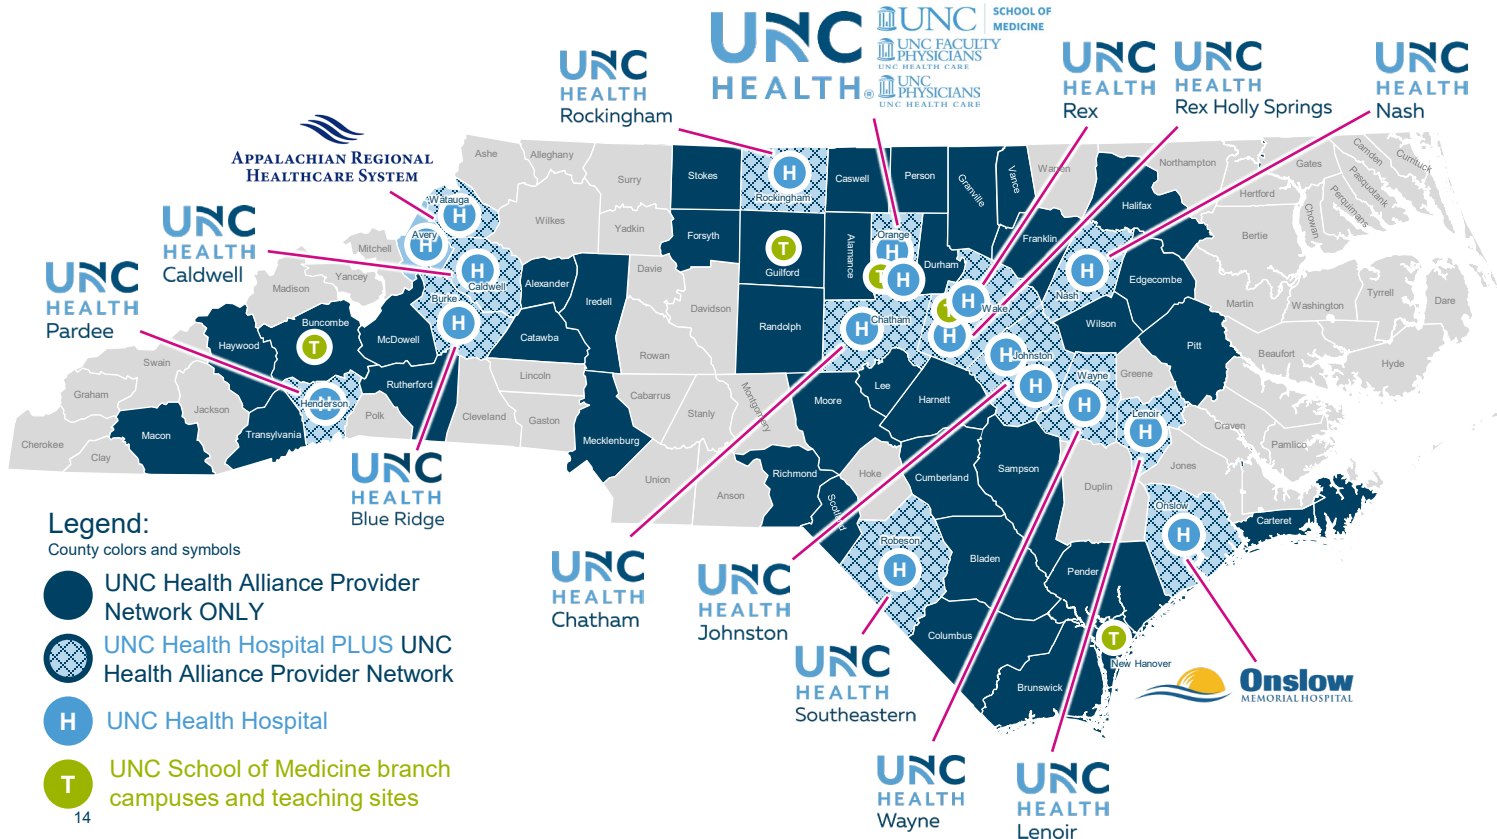 UNC
HEALTH®
UNC
SCHOOL OF
MEDICINE
UNC FACULTY
PHYSICIANS
UNC HEALTH CARE
UNC
PHYSICIANS
UNC HEALTH CARE
UNC
HEALTH
Rockingham
UNC
HEALTH
Rex
UNC
HEALTH
Rex Holly Springs
UNC
HEALTH
Nash
APPALACHIAN REGIONAL
HEALTHCARE SYSTEM
UNC
HEALTH
Caldwell
UNC
HEALTH
Pardee
Ashe
Alleghany
Surry
Stokes
H
Rockingham
Caswell
Person
Granville
Vance
Warren
Northampton
Gates
Camden
Currituck
Pasquotank
Perquimans
Hertford
Chowan
Halifax
Watauga
H
Wilkes
Yadkin
Forsyth
T
Guilford
Alamance
Orange
H
T
H
Durham
Franklin
Bertie
Avery
H
Mitchell
Yancey
Madison
H
Caldwell
Alexander
Iredell
Davie
Davidson
Randolph
H
Chatham
H
Wake
H
H
Nash
Edgecombe
Martin
Washington
Tyrrell
Dare
Burke
H
Catawba
McDowell
Buncombe
T
Haywood
Swain
Graham
Jackson
Cherokee
Clay
Macon
Transylvania
Henderson
Polk
Rutherford
Cleveland
Lincoln
Gaston
Rowan
Cabarrus
Stanly
Montgomery
Mecklenburg
Union
Anson
Richmond
Scotland
Hoke
Moore
Lee
Harnett
H
Johnston
H
Wilson
Wayne
H
Greene
Pitt
Beaufort
Hyde
Lenoir
H
Craven
Pamlico
Jones
Cumberland
Sampson
Duplin
Onslow
H
Carteret
Robeson
H
Bladen
Pender
Columbus
Brunswick
T
New Hanover
UNC
HEALTH
Blue Ridge
UNC
HEALTH
Chatham
UNC
HEALTH
Johnston
UNC
HEALTH
Southeastern
UNC
HEALTH
Wayne
UNC
HEALTH
Lenoir
Onslow
MEMORIAL HOSPITAL
Legend:
County colors and symbols
UNC Health Alliance Provider
Network ONLY
UNC Health Hospital PLUS UNC
Health Alliance Provider Network
H
UNC Health Hospital
T
UNC School of Medicine branch
campuses and teaching sites
14